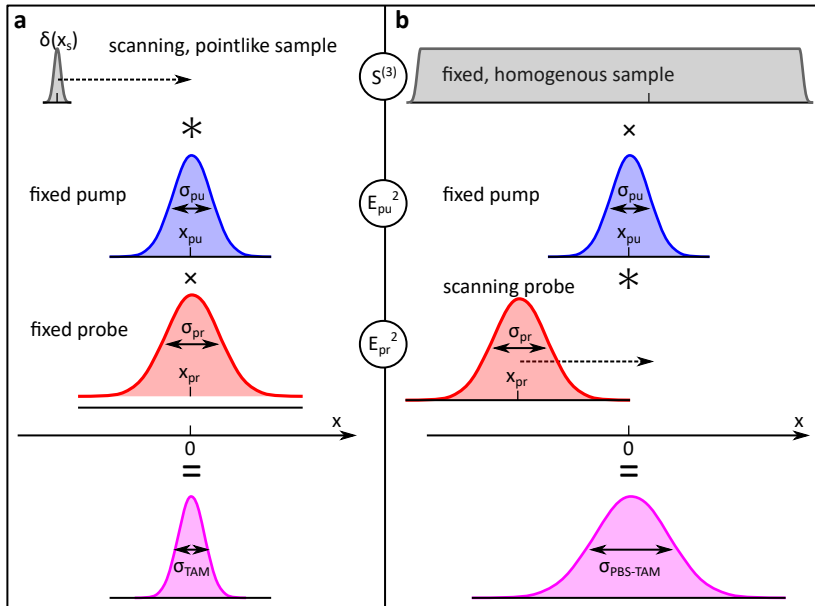 a
δ(xₛ)
scanning, pointlike sample
*
fixed pump
σpu
xpu
×
fixed probe
σpr
xpr
x
0
=
σTAM
S⁽³⁾
Epu²
Epr²
b
fixed, homogenous sample
×
fixed pump
σpu
xpu
*
scanning probe
σpr
xpr
x
0
=
σPBS-TAM